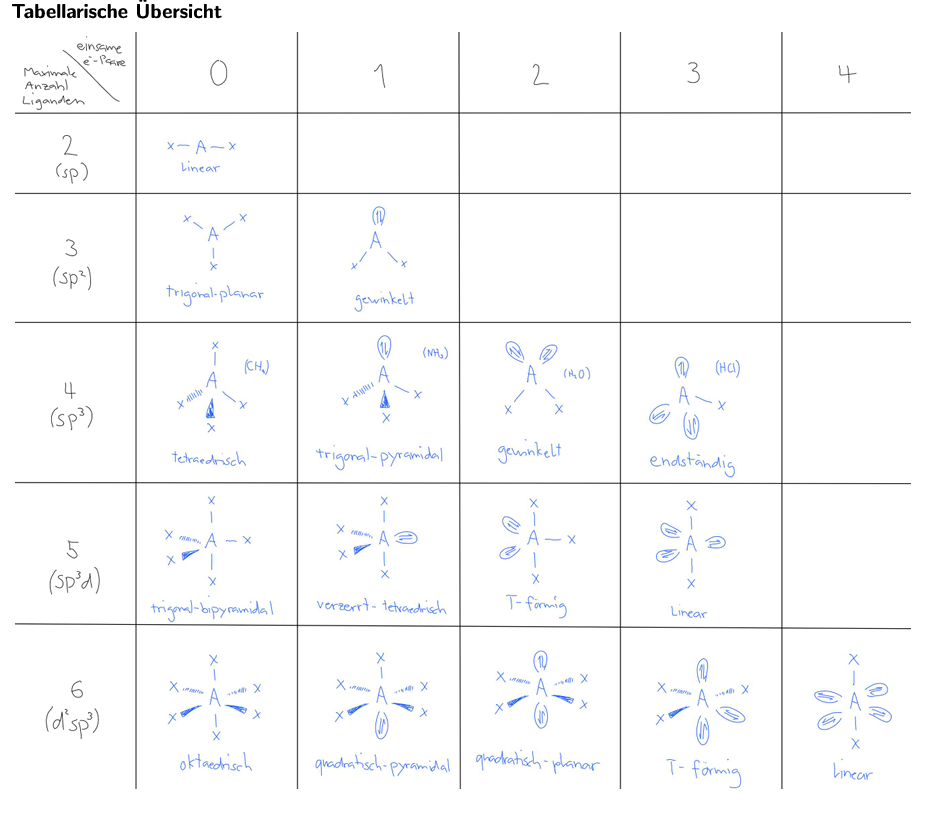 Tabellarische Übersicht
einsame
e⁻-Paare
Maximale
Anzahl
Liganden
0
1
2
3
4
2
(sp)
x – A – x
Linear
3
(sp²)
x x
A
x
trigonal-planar
A
x x
gewinkelt
4
(sp³)
x
(CH₄)
A
x x
x
tetraedrisch
(NH₃)
A
x x
x
trigonal-pyramidal
A
(H₂O)
x x
gewinkelt
(HCl)
A
x
endständig
5
(sp³d)
x
x A – x
x
x
trigonal-bipyramidal
x
x A
x
x
verzerrt-tetraedrisch
x
A – x
x
T-förmig
x
A
x
Linear
6
(d²sp³)
x
x x
A
x x
x
oktaedrisch
x
x x
A
x x
quadratisch-pyramidal
x x
A
x x
quadratisch-planar
x x
A
x
T-förmig
x
A
x
Linear